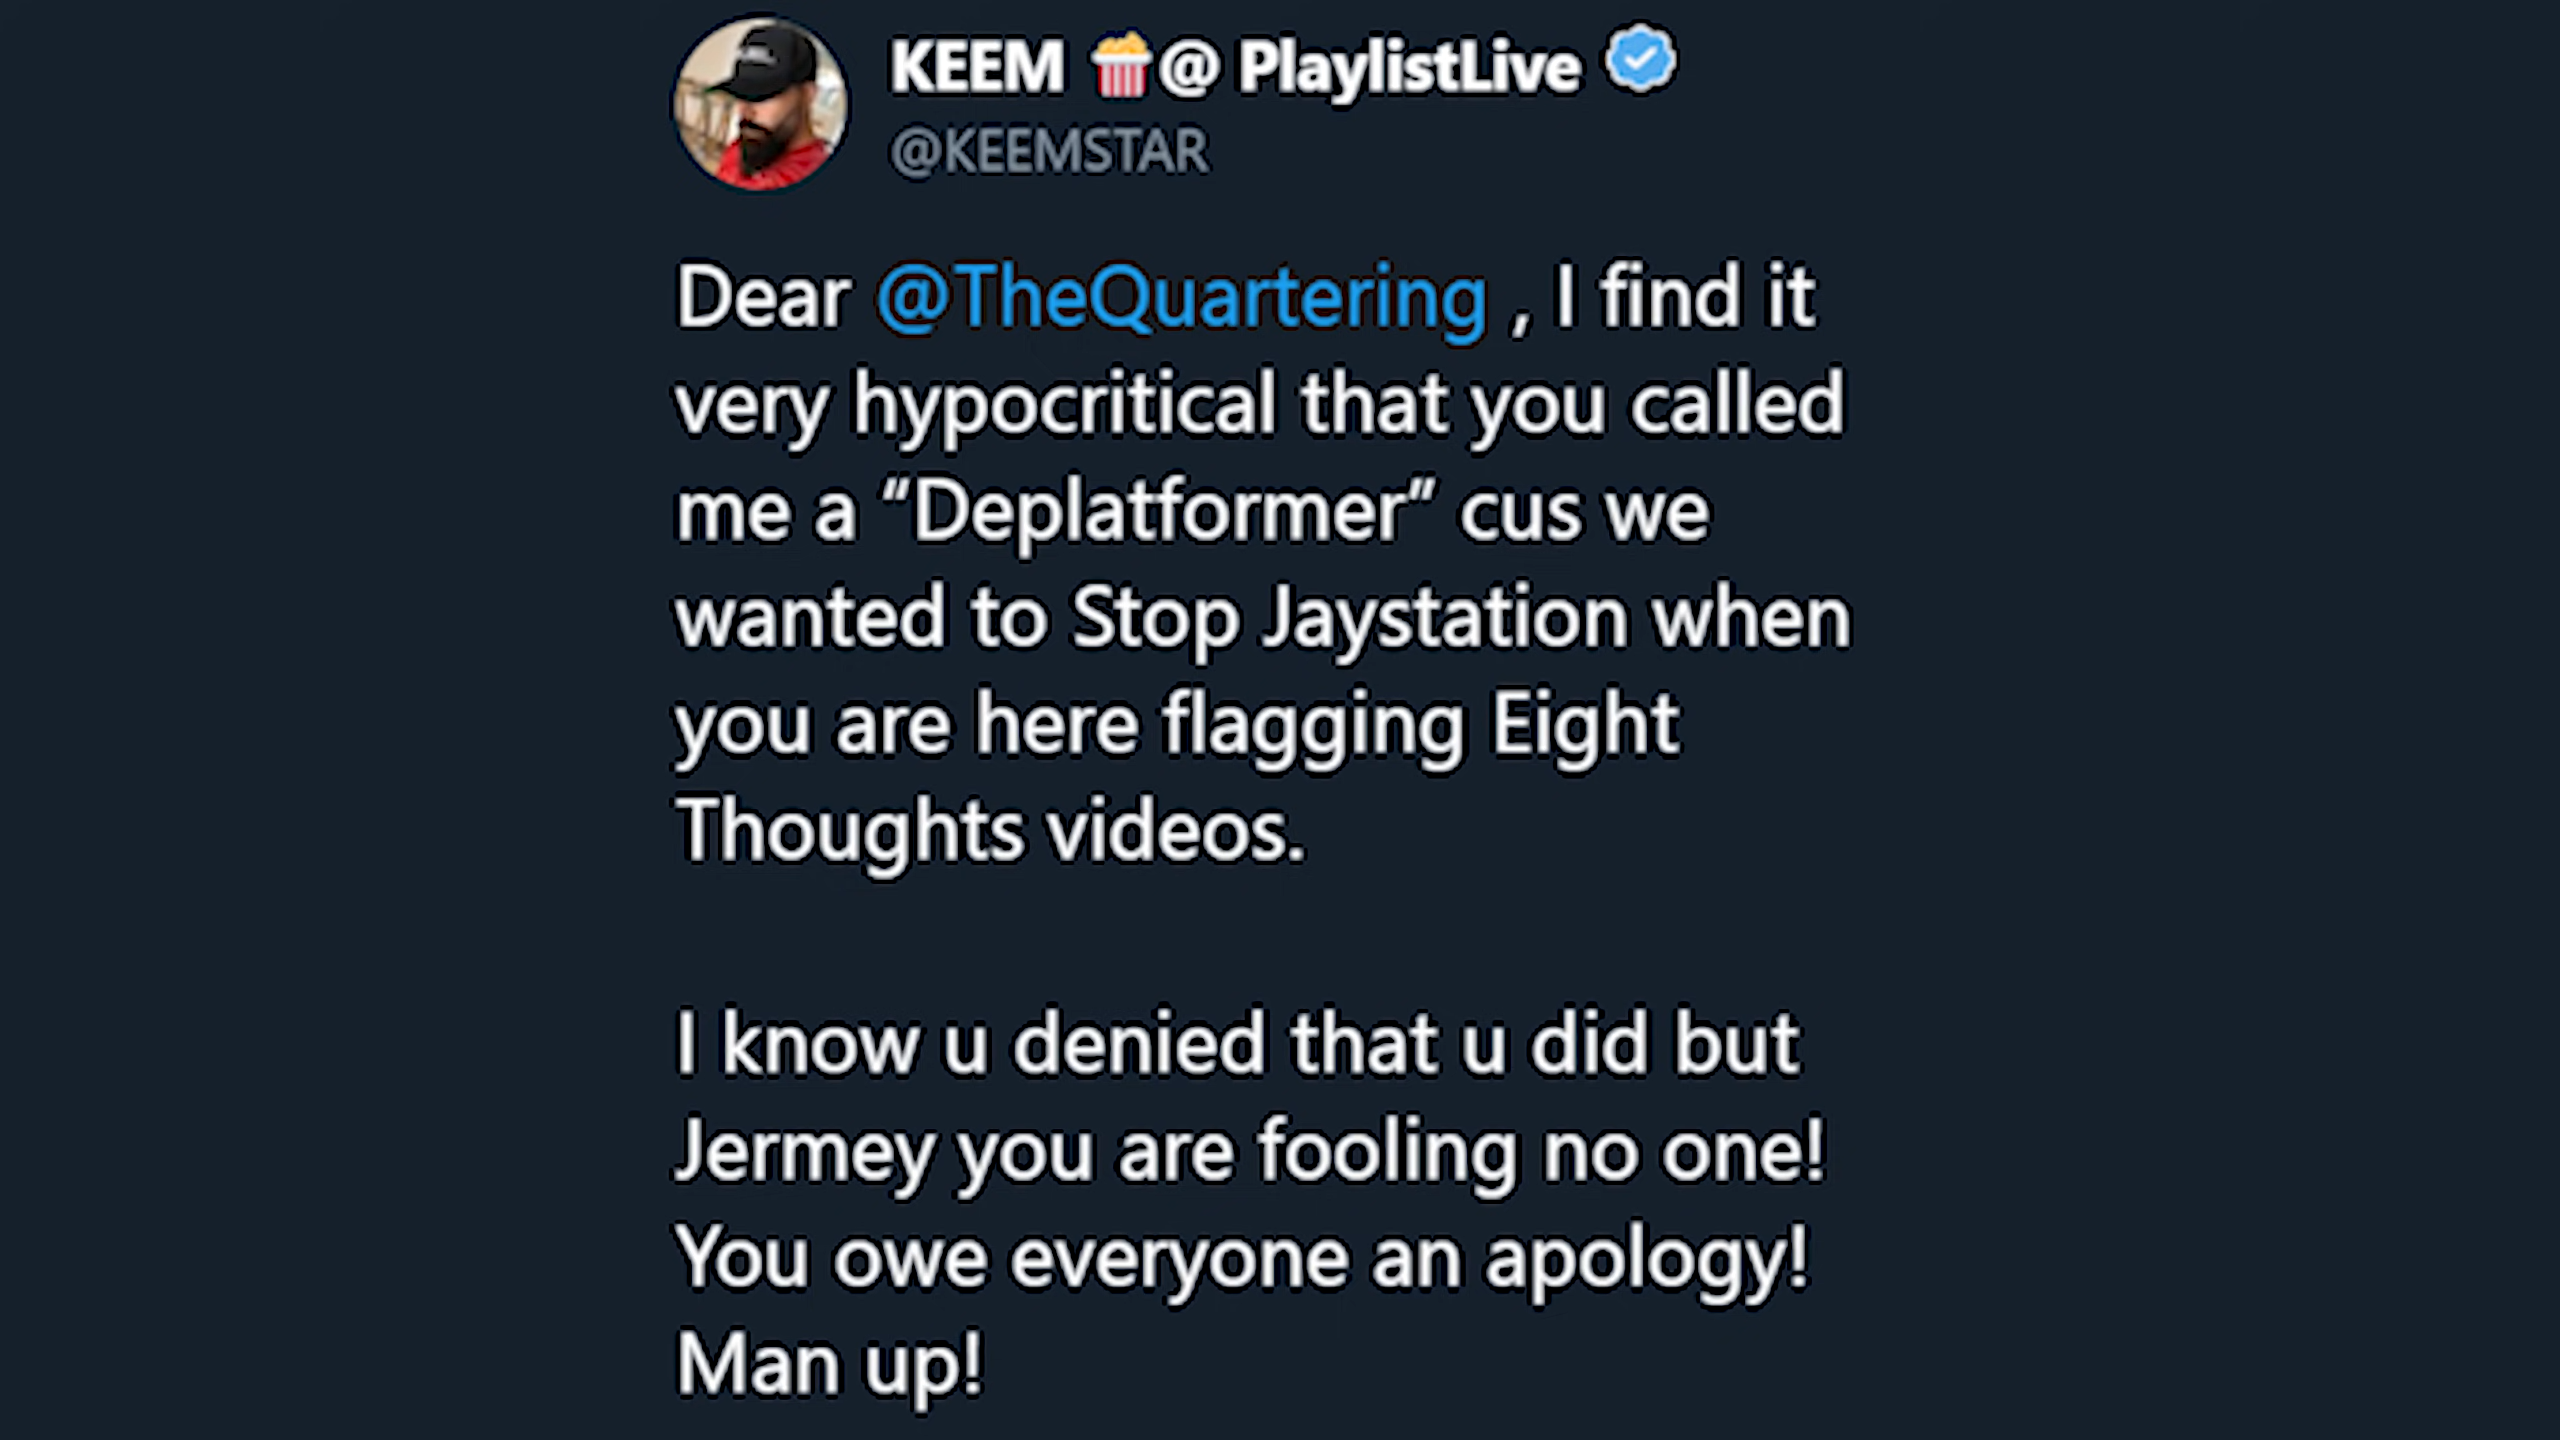 KEEM 🍿@ PlaylistLive
@KEEMSTAR
Dear @TheQuartering , I find it
very hypocritical that you called
me a “Deplatformer” cus we
wanted to Stop Jaystation when
you are here flagging Eight
Thoughts videos.
I know u denied that u did but
Jermey you are fooling no one!
You owe everyone an apology!
Man up!